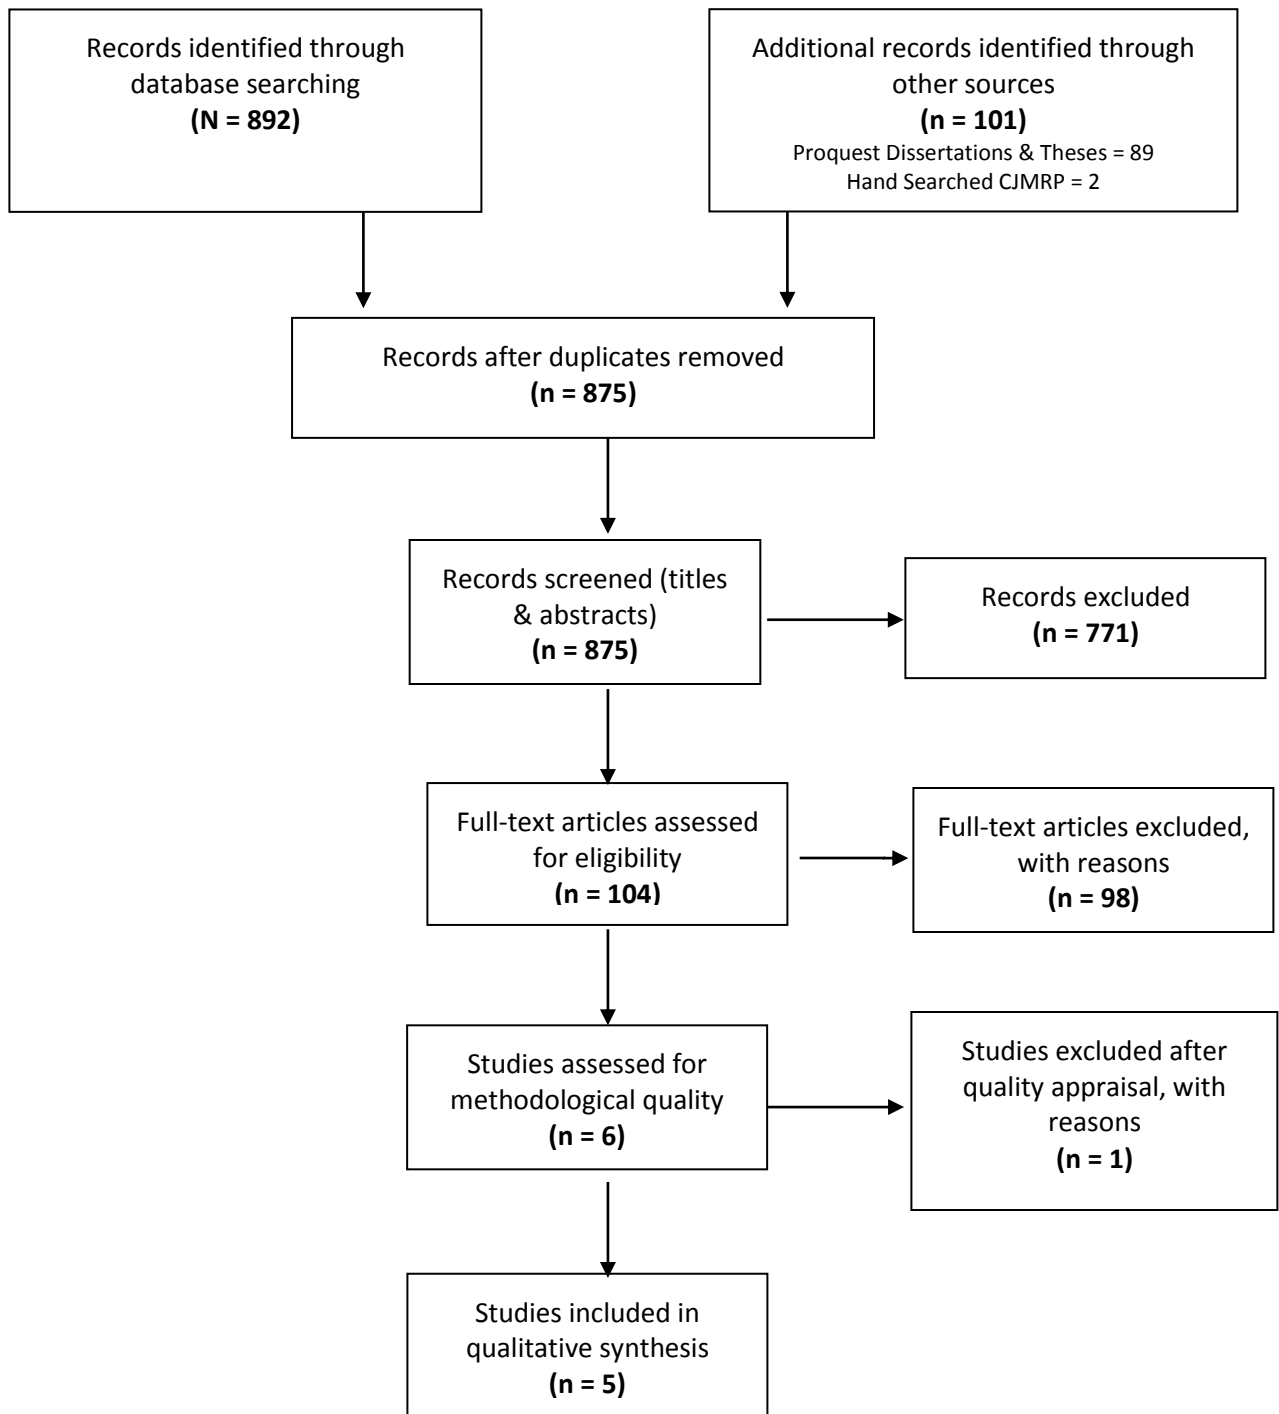 Records identified through
database searching
(N = 892)
Additional records identified through
other sources
(n = 101)
Proquest Dissertations & Theses = 89
Hand Searched CJMRP = 2
Records after duplicates removed
(n = 875)
Records screened (titles
& abstracts)
(n = 875)
Records excluded
(n = 771)
Full-text articles assessed
for eligibility
(n = 104)
Full-text articles excluded,
with reasons
(n = 98)
Studies assessed for
methodological quality
(n = 6)
Studies excluded after
quality appraisal, with
reasons
(n = 1)
Studies included in
qualitative synthesis
(n = 5)